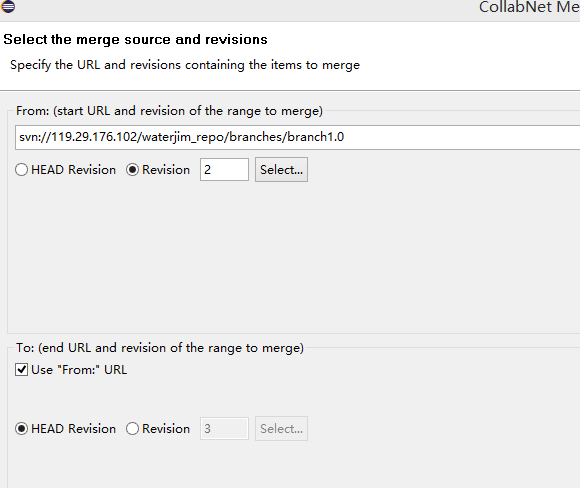 CollabNet Me
Select the merge source and revisions
Specify the URL and revisions containing the items to merge
From: (start URL and revision of the range to merge)
svn://119.29.176.102/waterjim_repo/branches/branch1.0
HEAD Revision Revision 2 Select...
To: (end URL and revision of the range to merge)
Use "From:" URL
HEAD Revision Revision 3 Select...